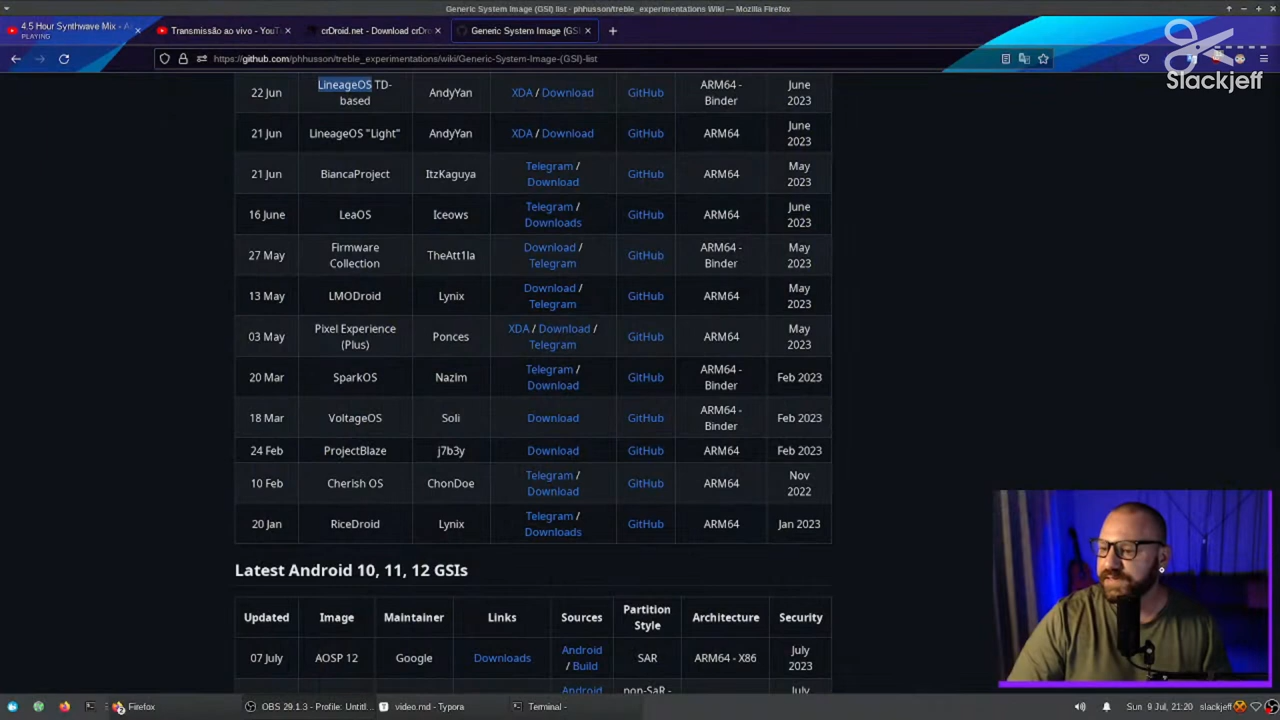 Generic System Image (GSI) list · phhusson/treble_experimentations Wiki — Mozilla Firefox
4.5 Hour Synthwave Mix - A
PLAYING
Transmissão ao vivo - YouT
crDroid.net - Download crDr
Generic System Image (GSI
https://github.com/phhusson/treble_experimentations/wiki/Generic-System-Image-(GSI)-list
Slackjeff
22 Jun
LineageOS TD-
based
AndyYan
XDA / Download
GitHub
ARM64 -
Binder
June
2023
21 Jun
LineageOS "Light"
AndyYan
XDA / Download
GitHub
ARM64
June
2023
21 Jun
BiancaProject
ItzKaguya
Telegram /
Download
GitHub
ARM64
May
2023
16 June
LeaOS
Iceows
Telegram /
Downloads
GitHub
ARM64
June
2023
27 May
Firmware
Collection
TheAtt1la
Download /
Telegram
GitHub
ARM64 -
Binder
May
2023
13 May
LMODroid
Lynix
Download /
Telegram
GitHub
ARM64
May
2023
03 May
Pixel Experience
(Plus)
Ponces
XDA / Download /
Telegram
GitHub
ARM64
May
2023
20 Mar
SparkOS
Nazim
Telegram /
Download
GitHub
ARM64 -
Binder
Feb 2023
18 Mar
VoltageOS
Soli
Download
GitHub
ARM64 -
Binder
Feb 2023
24 Feb
ProjectBlaze
j7b3y
Download
GitHub
ARM64
Feb 2023
10 Feb
Cherish OS
ChonDoe
Telegram /
Download
GitHub
ARM64
Nov
2022
20 Jan
RiceDroid
Lynix
Telegram /
Downloads
GitHub
ARM64
Jan 2023
Latest Android 10, 11, 12 GSIs
Updated
Image
Maintainer
Links
Sources
Partition
Style
Architecture
Security
07 July
AOSP 12
Google
Downloads
Android
/ Build
SAR
ARM64 - X86
July
2023
Android
non-SaR -
July
Firefox
OBS 29.1.3 - Profile: Untitl...
video.md - Typora
Terminal -
Sun 9 Jul, 21:20
slackjeff